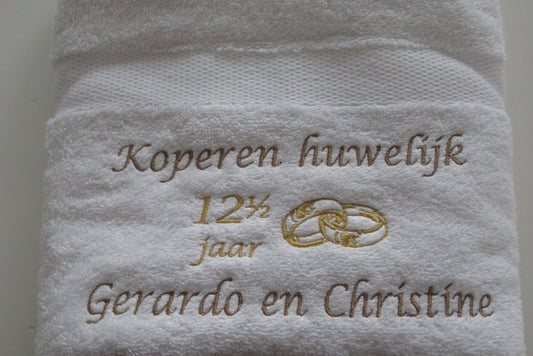 Koperen huwelijk
12½
jaar
Gerardo en Christine